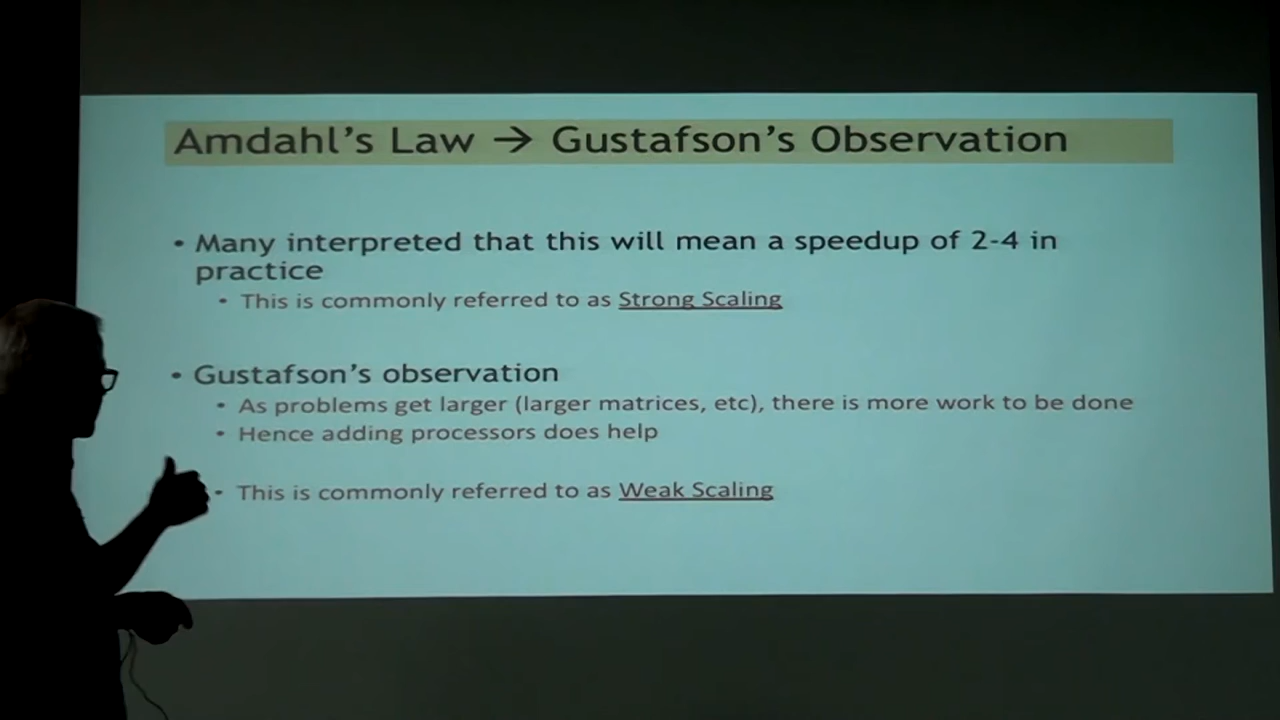 Amdahl's Law → Gustafson's Observation
• Many interpreted that this will mean a speedup of 2-4 in
practice
• This is commonly referred to as Strong Scaling
• Gustafson's observation
• As problems get larger (larger matrices, etc), there is more work to be done
• Hence adding processors does help
• This is commonly referred to as Weak Scaling